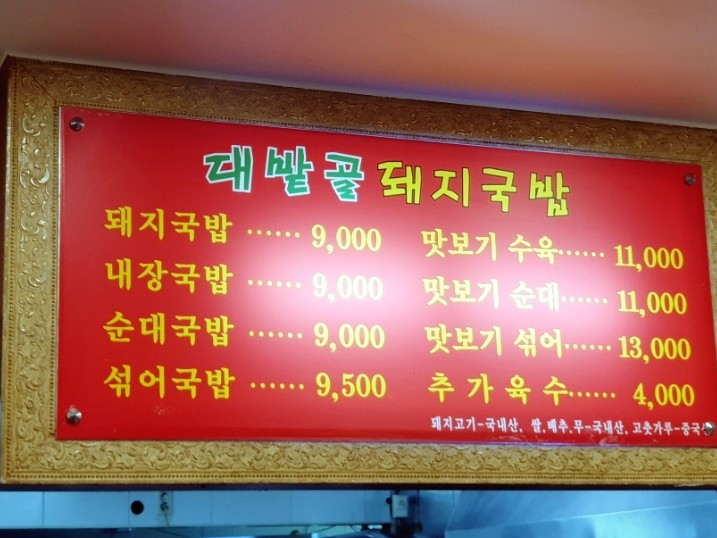 대밭골 돼지국밥
돼지국밥 ...... 9,000
내장국밥 ...... 9,000
순대국밥 ...... 9,000
섞어국밥 ...... 9,500
맛보기 수육...... 11,000
맛보기 순대...... 11,000
맛보기 섞어...... 13,000
추가육수...... 4,000
돼지고기-국내산, 쌀,배추,무-국내산, 고춧가루-중국